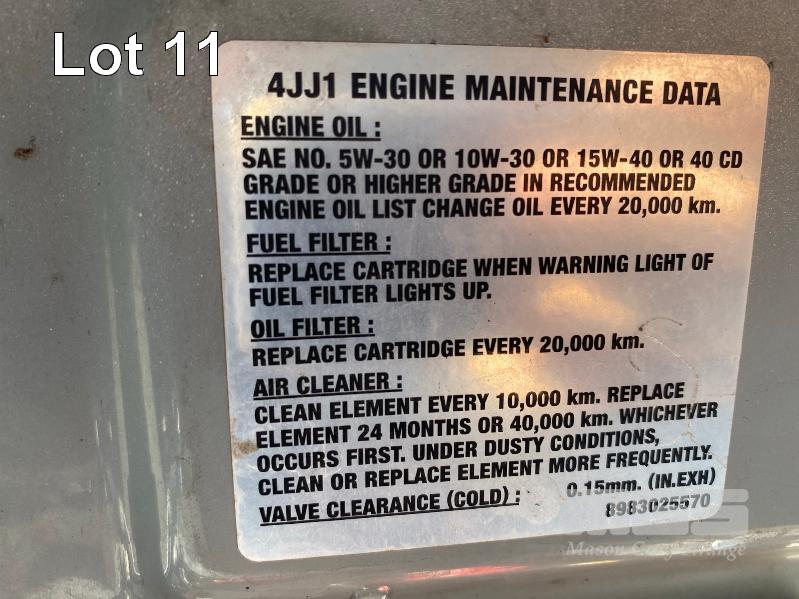 Lot 11
4JJ1 ENGINE MAINTENANCE DATA
ENGINE OIL :
SAE NO. 5W-30 OR 10W-30 OR 15W-40 OR 40 CD
GRADE OR HIGHER GRADE IN RECOMMENDED
ENGINE OIL LIST CHANGE OIL EVERY 20,000 km.
FUEL FILTER :
REPLACE CARTRIDGE WHEN WARNING LIGHT OF
FUEL FILTER LIGHTS UP.
OIL FILTER :
REPLACE CARTRIDGE EVERY 20,000 km.
AIR CLEANER :
CLEAN ELEMENT EVERY 10,000 km. REPLACE
ELEMENT 24 MONTHS OR 40,000 km. WHICHEVER
OCCURS FIRST. UNDER DUSTY CONDITIONS,
CLEAN OR REPLACE ELEMENT MORE FREQUENTLY.
VALVE CLEARANCE (COLD) : 0.15mm. (IN.EXH)
8983025570
Mason Gray Strange